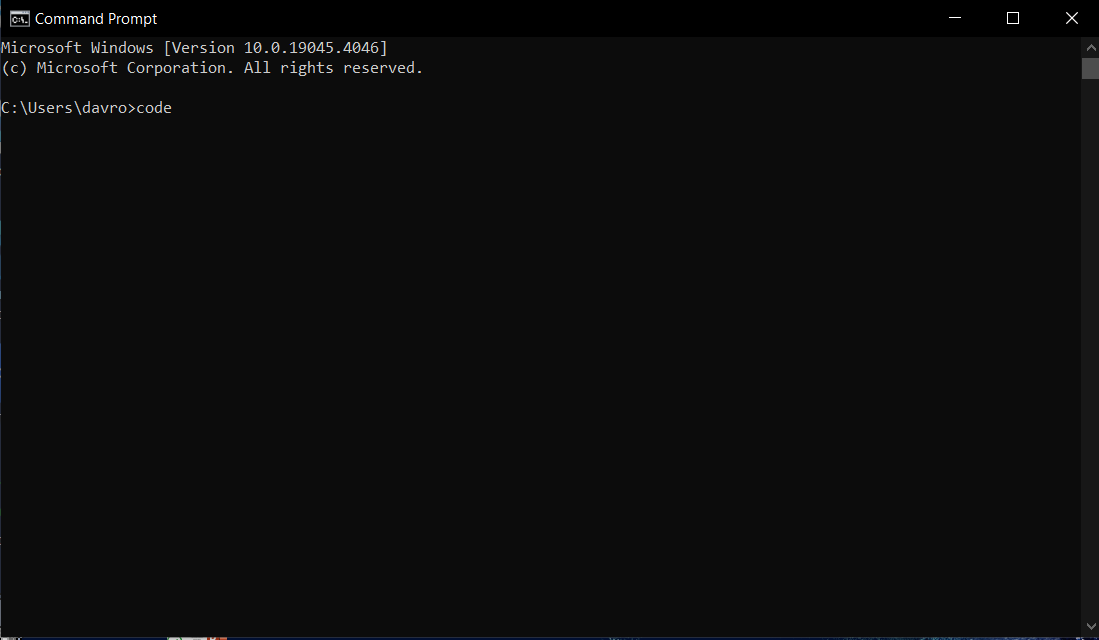 Command Prompt
Microsoft Windows [Version 10.0.19045.4046]
(c) Microsoft Corporation. All rights reserved.
C:\Users\davro>code